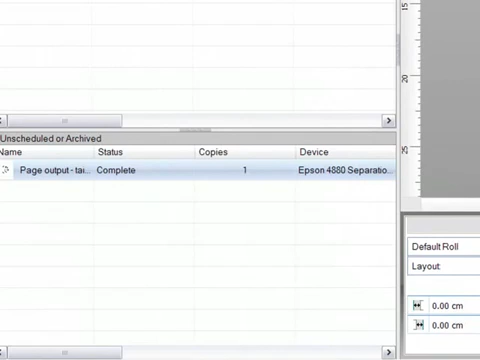 15
20
Unscheduled or Archived
Name Status Copies Device
Page output - tai... Complete 1 Epson 4880 Separatio...
25
Default Roll
Layout:
0.00 cm
0.00 cm